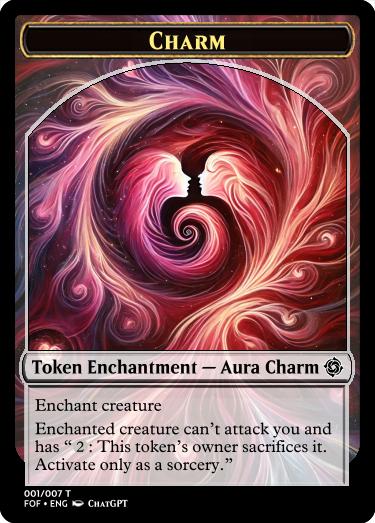 CHARM
Token Enchantment — Aura Charm
Enchant creature
Enchanted creature can't attack you and
has “ 2 : This token's owner sacrifices it.
Activate only as a sorcery.”
001/007 T
FOF • ENG ChatGPT